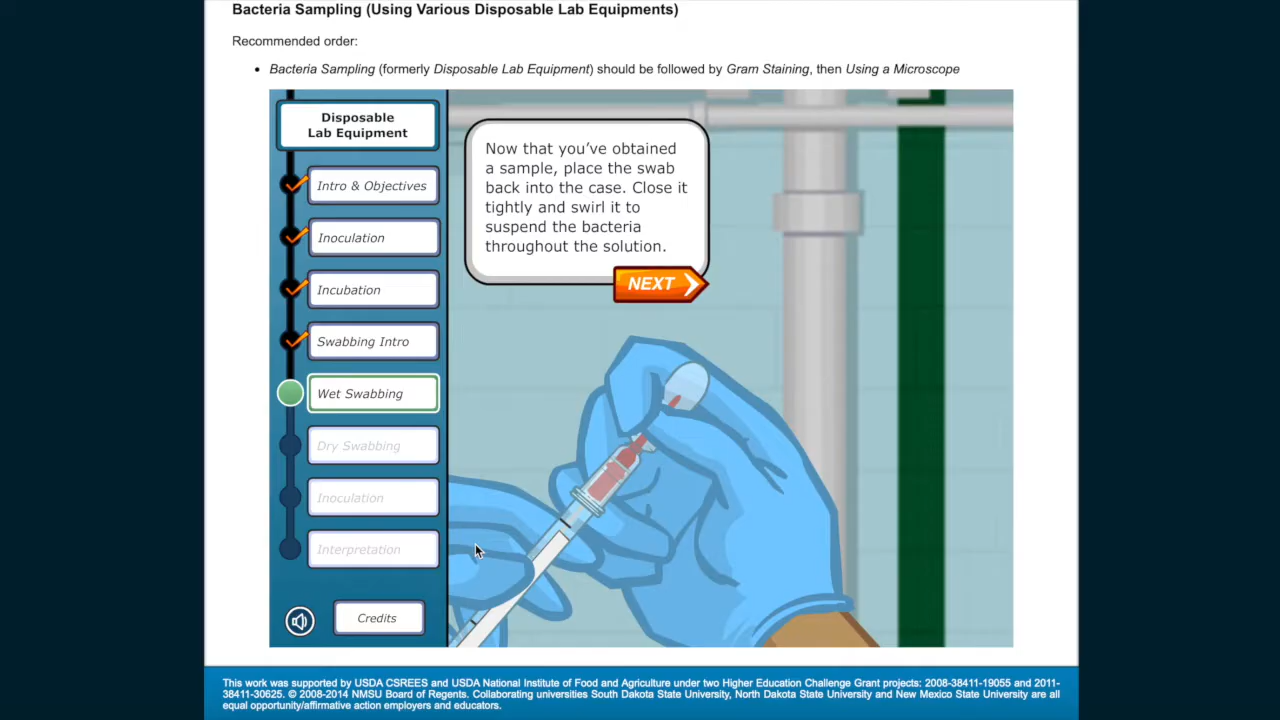 Bacteria Sampling (Using Various Disposable Lab Equipments)
Recommended order:
• Bacteria Sampling (formerly Disposable Lab Equipment) should be followed by Gram Staining, then Using a Microscope
Disposable
Lab Equipment
Intro & Objectives
Inoculation
Incubation
Swabbing Intro
Wet Swabbing
Dry Swabbing
Inoculation
Interpretation
Credits
Now that you've obtained
a sample, place the swab
back into the case. Close it
tightly and swirl it to
suspend the bacteria
throughout the solution.
NEXT
This work was supported by USDA CSREES and USDA National Institute of Food and Agriculture under two Higher Education Challenge Grant projects: 2008-38411-19055 and 2011-
38411-30625. © 2008-2014 NMSU Board of Regents. Collaborating universities South Dakota State University, North Dakota State University and New Mexico State University are all
equal opportunity/affirmative action employers and educators.